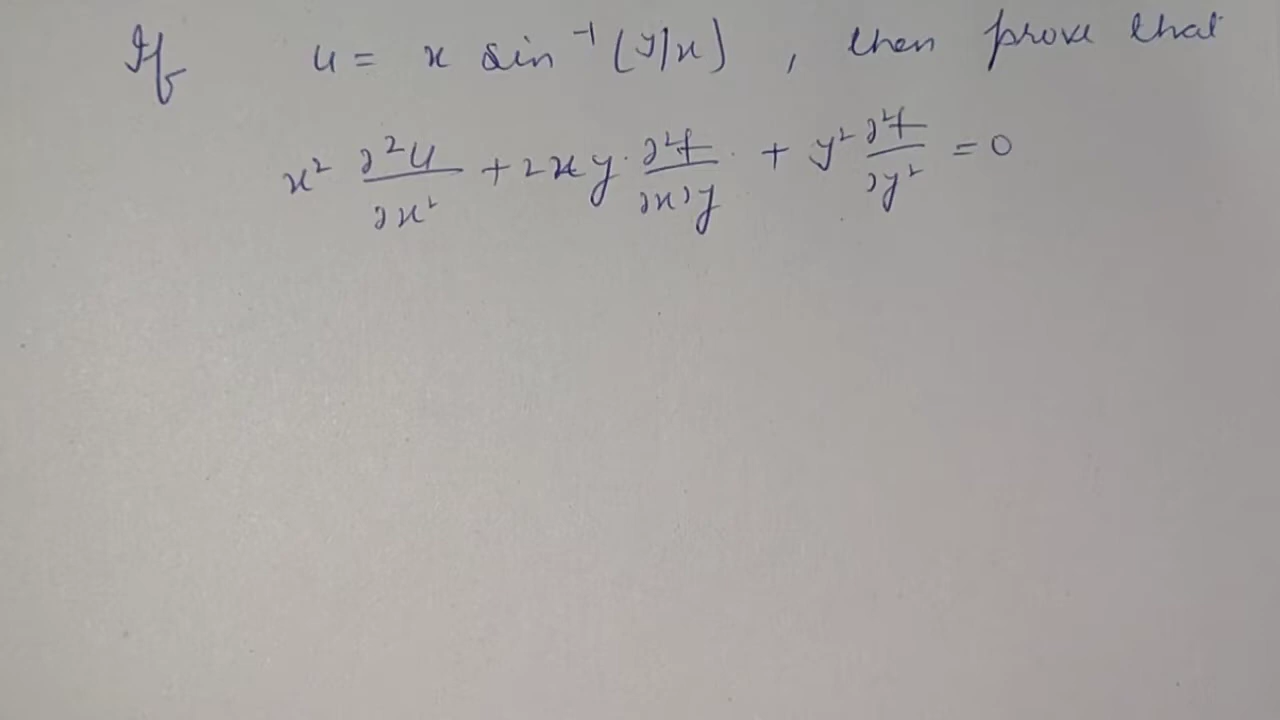 If u = x sin⁻¹ (y/x) , then prove that
x² ∂²u/∂x² + 2xy · ∂²f/∂x∂y · + y² ∂²f/∂y² = 0